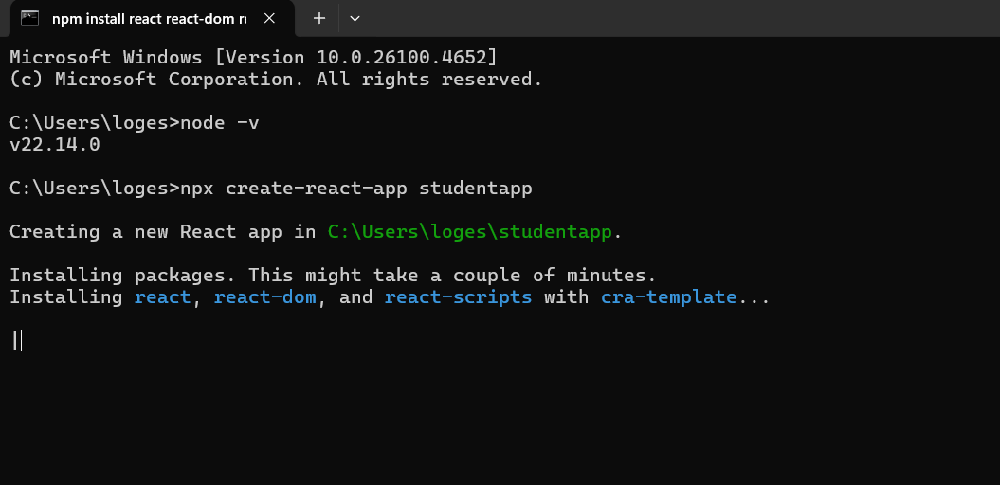 npm install react react-dom re
Microsoft Windows [Version 10.0.26100.4652]
(c) Microsoft Corporation. All rights reserved.
C:\Users\loges>node -v
v22.14.0
C:\Users\loges>npx create-react-app studentapp
Creating a new React app in C:\Users\loges\studentapp.
Installing packages. This might take a couple of minutes.
Installing react, react-dom, and react-scripts with cra-template...
|